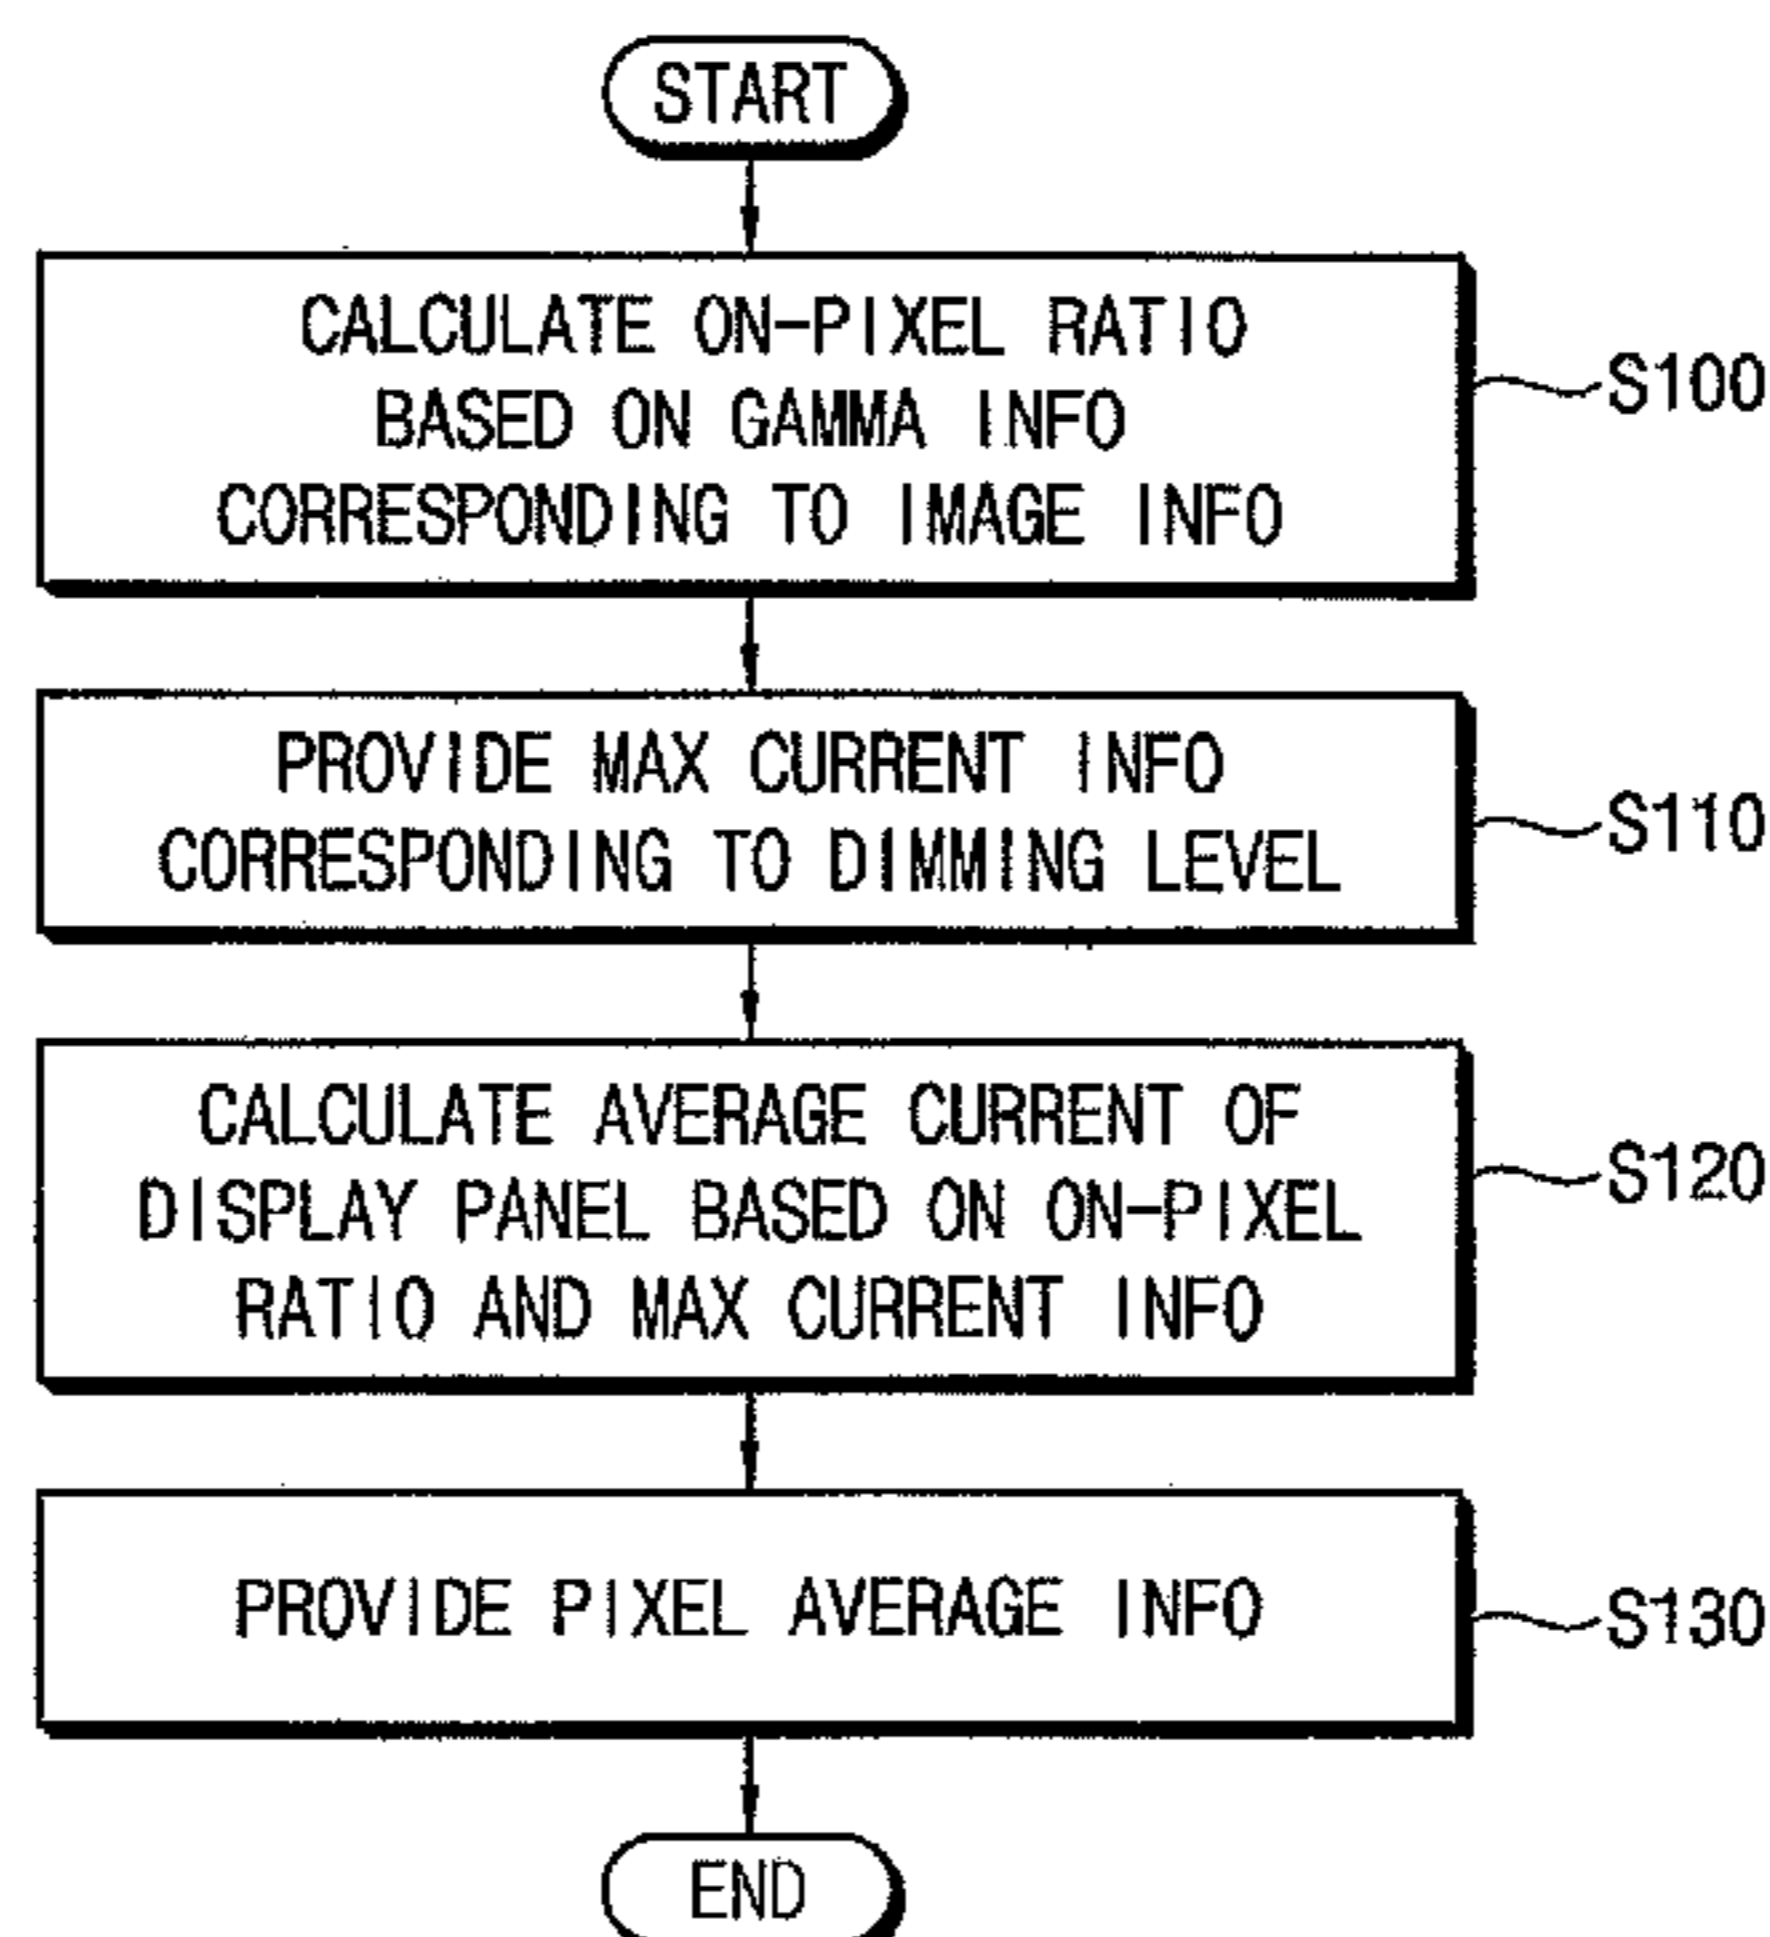 START
CALCULATE ON-PIXEL RATIO
BASED ON GAMMA INFO
CORRESPONDING TO IMAGE INFO
S100
PROVIDE MAX CURRENT INFO
CORRESPONDING TO DIMMING LEVEL
S110
CALCULATE AVERAGE CURRENT OF
DISPLAY PANEL BASED ON ON-PIXEL
RATIO AND MAX CURRENT INFO
S120
PROVIDE PIXEL AVERAGE INFO
S130
END